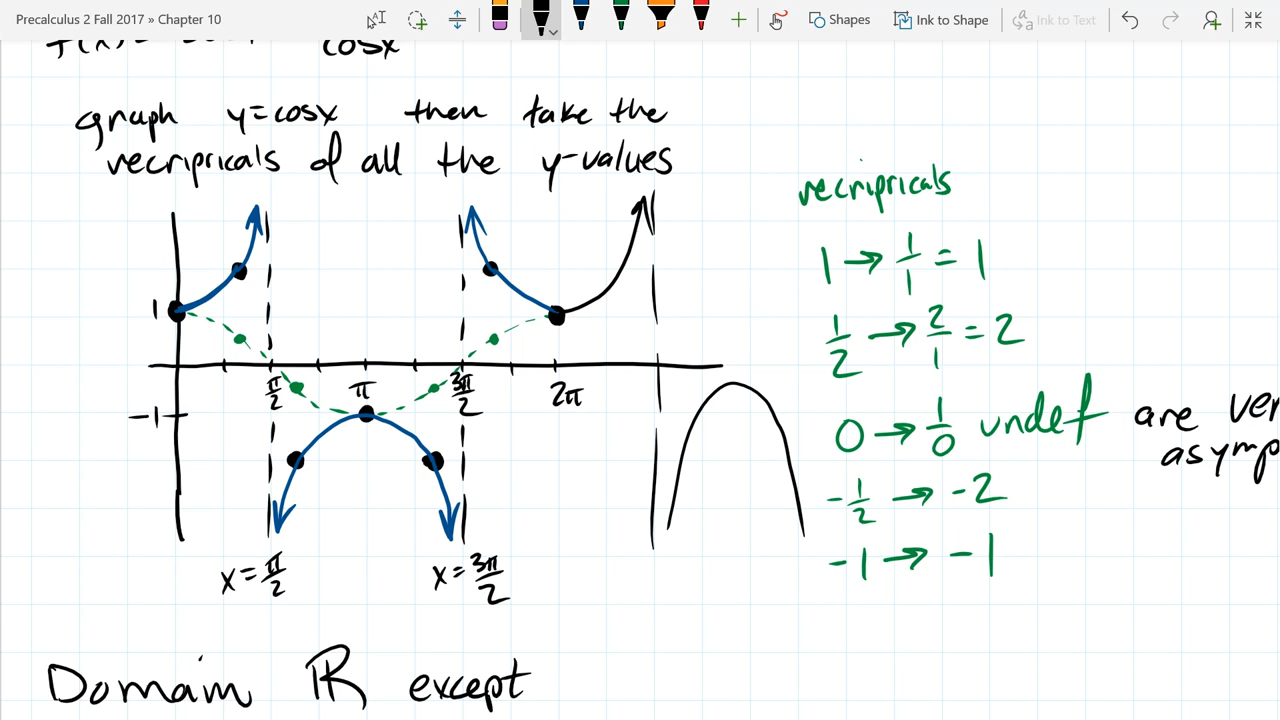 Precalculus 2 Fall 2017 » Chapter 10
Shapes
Ink to Shape
Ink to Text
cosx
graph y=cosx then take the
recripricals of all the y-values
1
-1
π/2
π
3π/2
2π
x=π/2
x=3π/2
recripricals
1 → 1/1 = 1
1/2 → 2/1 = 2
0 → 1/0 undef are ver
asymp
-1/2 → -2
-1 → -1
Domain ℝ except